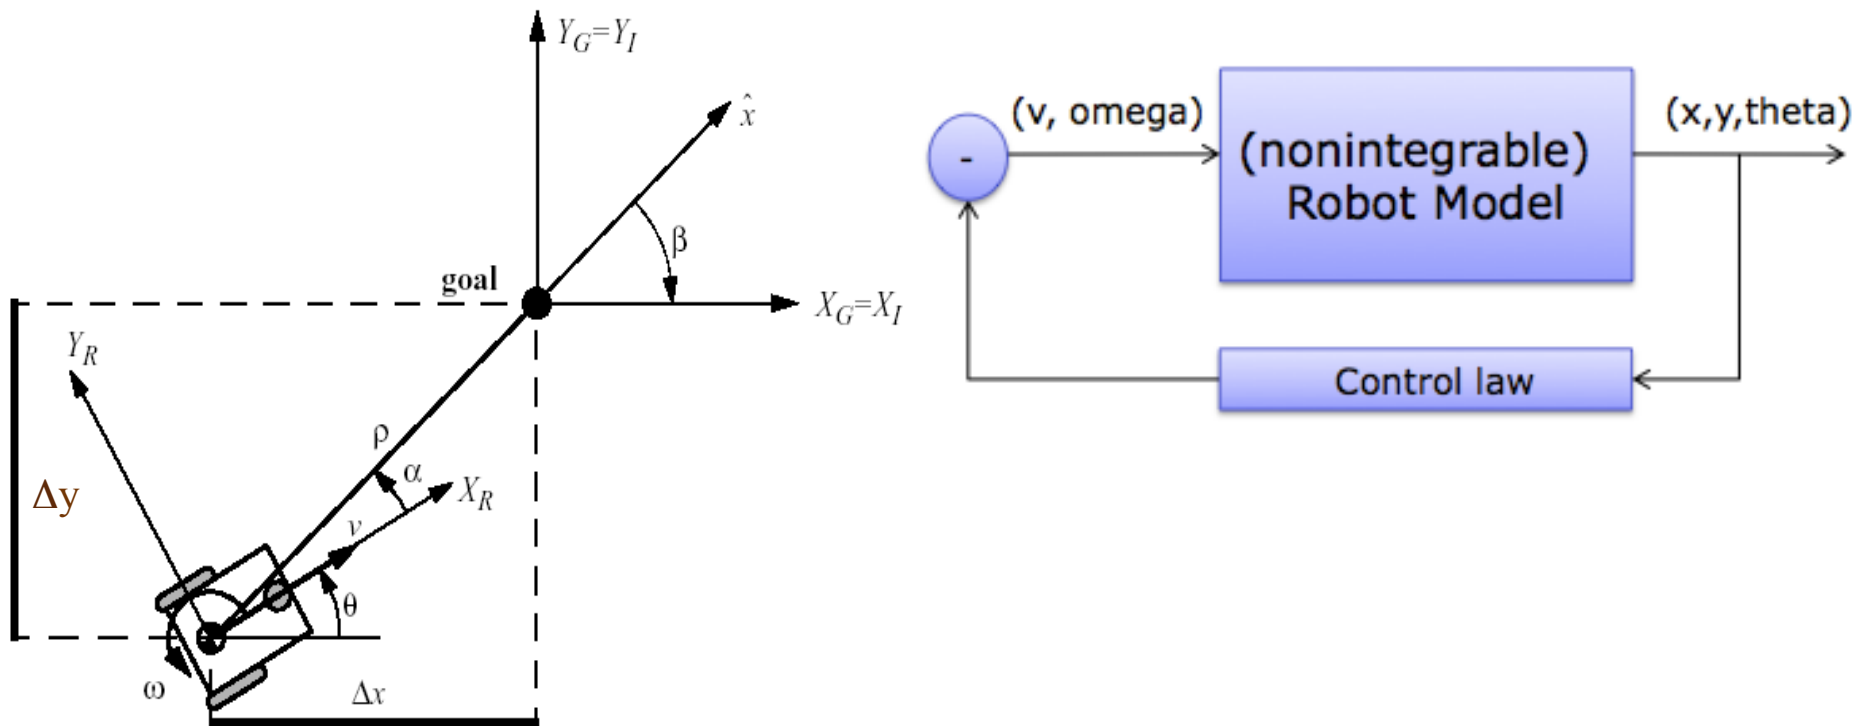 Y_G=Y_I
x̂
β
goal
X_G=X_I
Y_R
ρ
α
X_R
Δy
v
θ
ω
Δx
(v, omega)
(x,y,theta)
-
(nonintegrable)
Robot Model
Control law